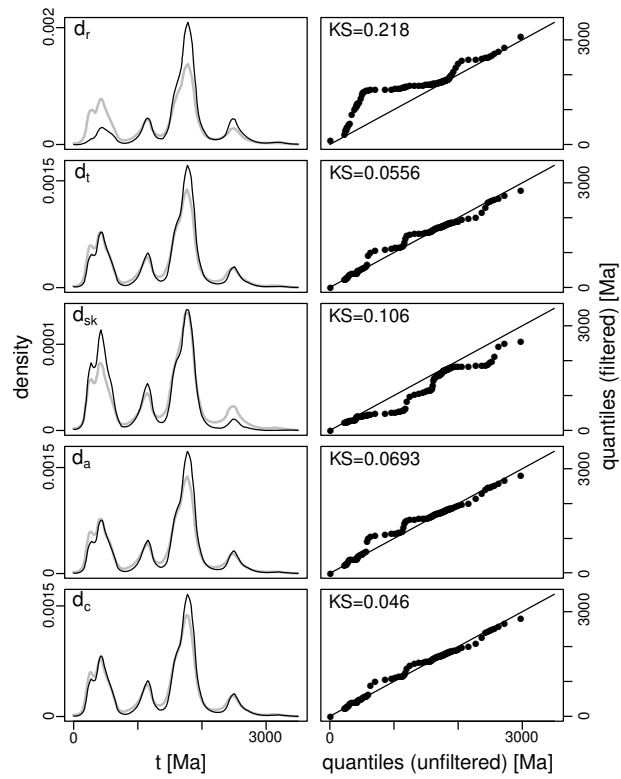 d_r
KS=0.218
0.002
0
3000
0
d_t
KS=0.0556
0.0015
0
3000
0
d_sk
KS=0.106
0.0001
0
3000
0
d_a
KS=0.0693
0.0015
0
3000
0
d_c
KS=0.046
0.0015
0
3000
0
density
quantiles (filtered) [Ma]
0
3000
0
3000
t [Ma]
quantiles (unfiltered) [Ma]